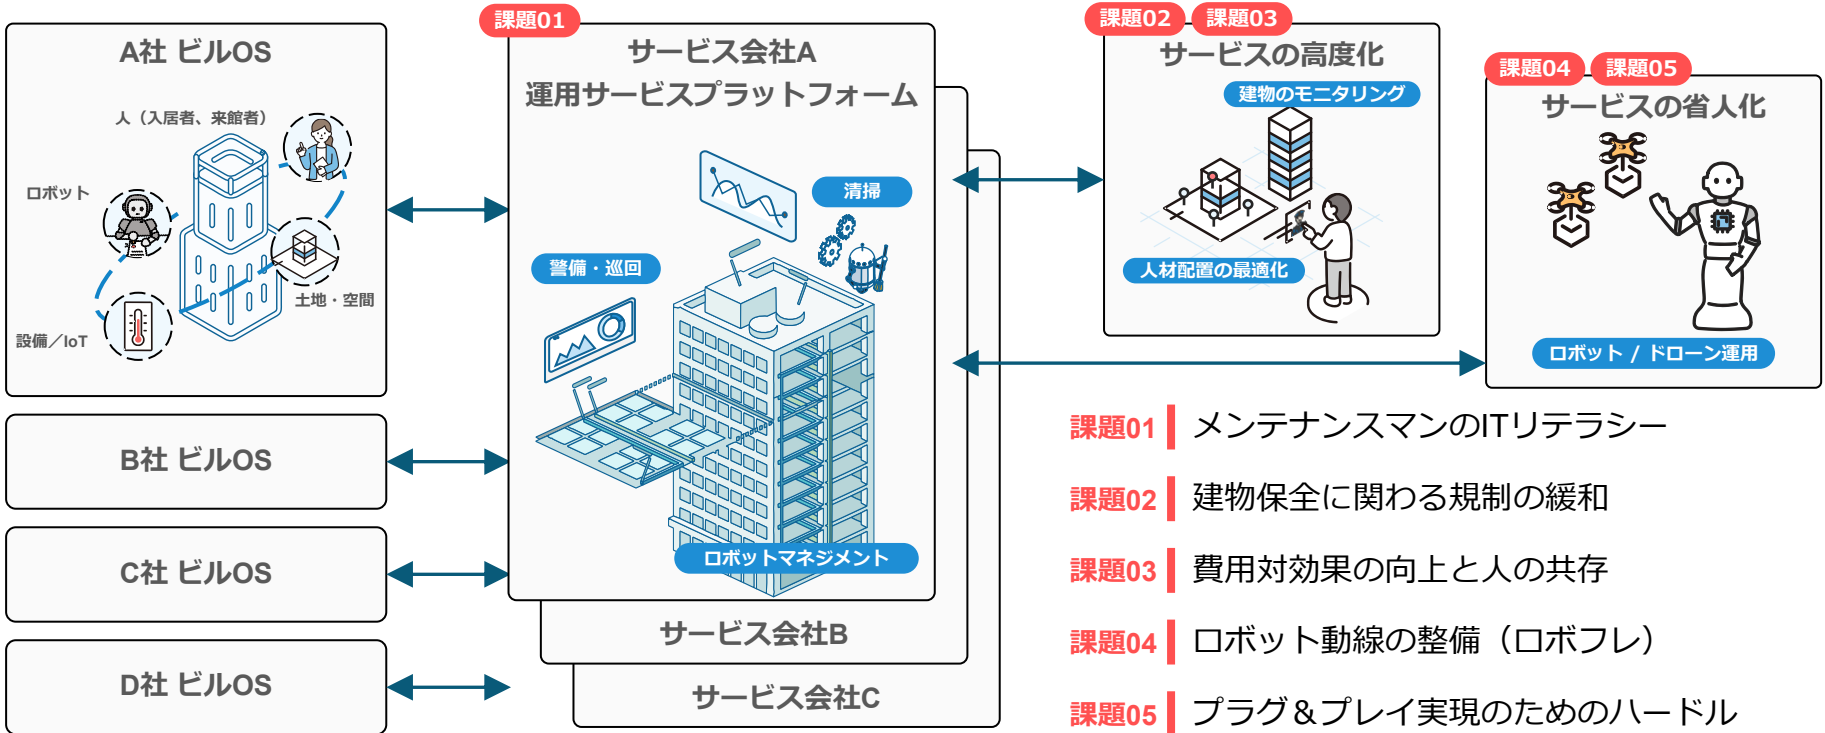 A社 ビルOS
人（入居者、来館者）
ロボット
土地・空間
設備／IoT
B社 ビルOS
C社 ビルOS
D社 ビルOS
課題01
サービス会社A
運用サービスプラットフォーム
清掃
警備・巡回
ロボットマネジメント
サービス会社B
サービス会社C
課題02 課題03
サービスの高度化
建物のモニタリング
人材配置の最適化
課題04 課題05
サービスの省人化
ロボット / ドローン運用
課題01 メンテナンスマンのITリテラシー
課題02 建物保全に関わる規制の緩和
課題03 費用対効果の向上と人の共存
課題04 ロボット動線の整備（ロボフレ）
課題05 プラグ＆プレイ実現のためのハードル